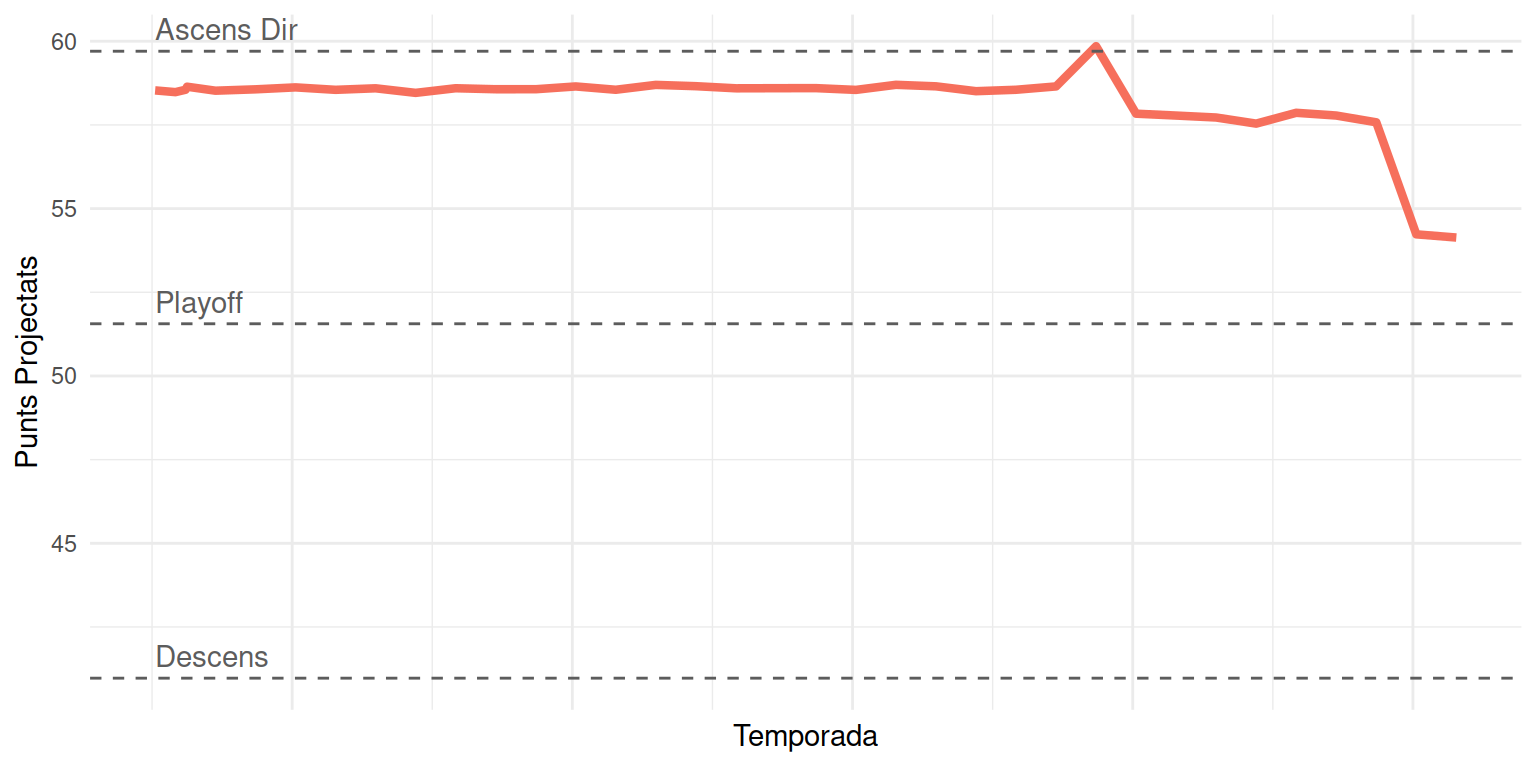 Ascens Dir
60
55
Playoff
50
45
Descens
Punts Projectats
Temporada